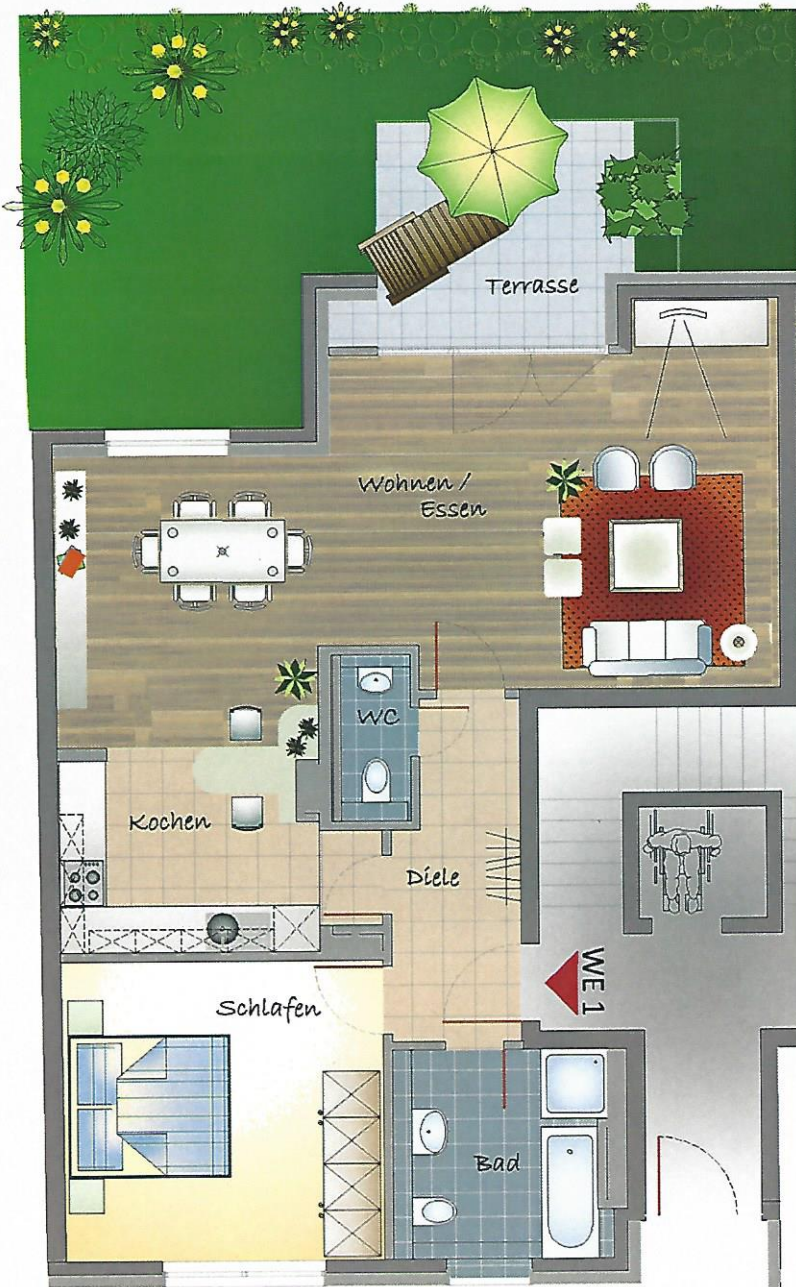 Terrasse
Wohnen /
Essen
WC
Kochen
Diele
WE 1
Schlafen
Bad